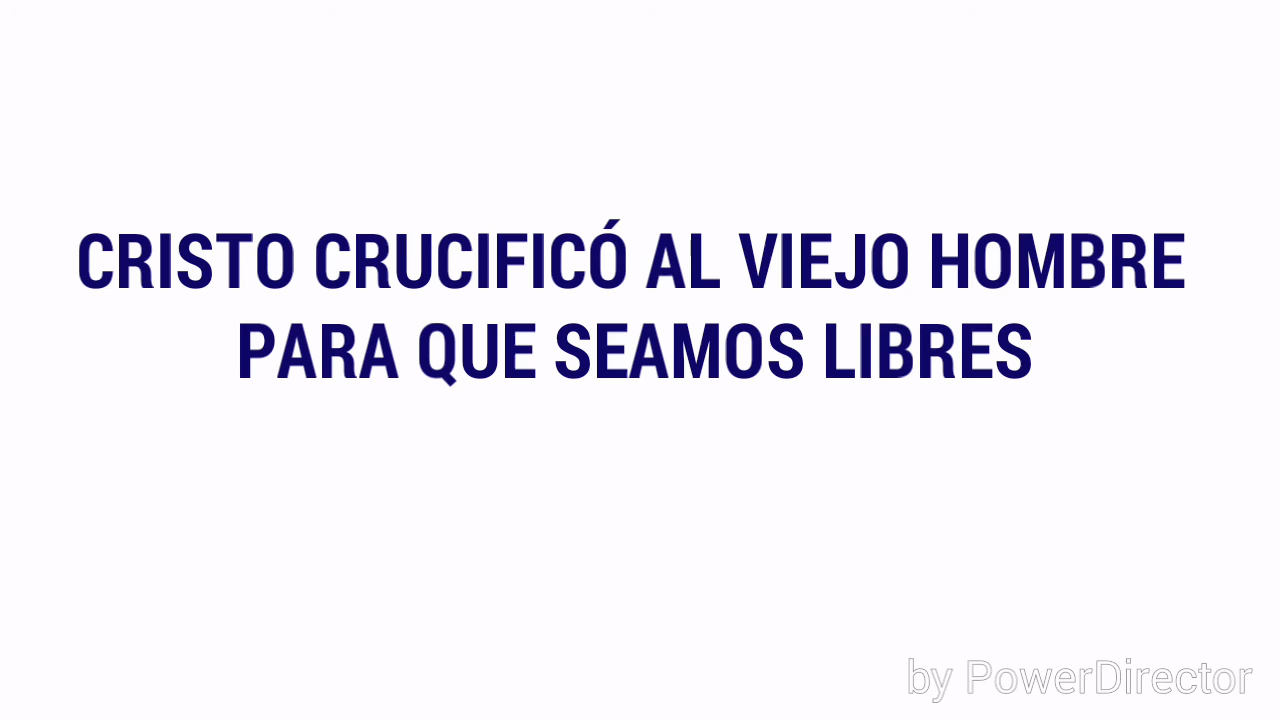 CRISTO CRUCIFICÓ AL VIEJO HOMBRE
PARA QUE SEAMOS LIBRES
by PowerDirector